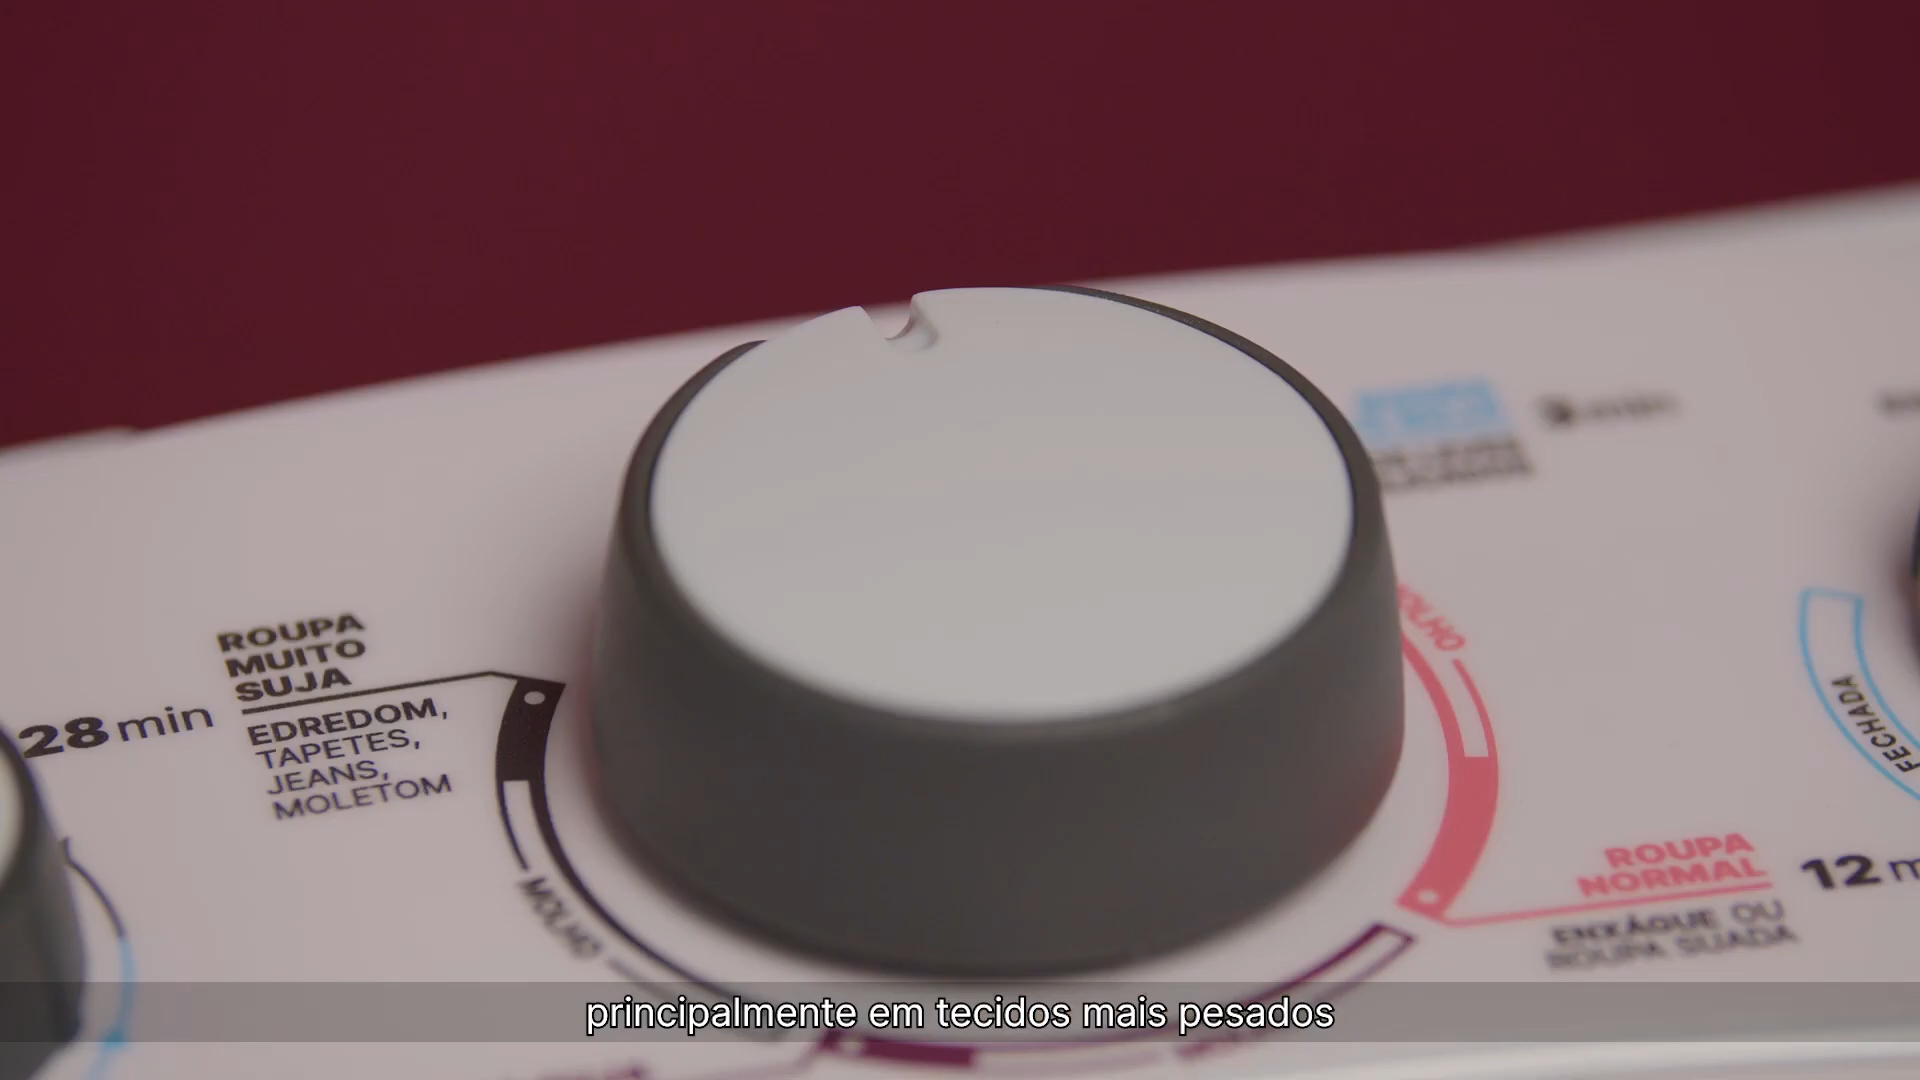 ROUPA
MUITO
SUJA
28 min
EDREDOM,
TAPETES,
JEANS,
MOLETOM
MOLHO
MOLHO
FECHADA
ROUPA
NORMAL
12
ENXÁGUE OU
ROUPA SUADA
principalmente em tecidos mais pesados